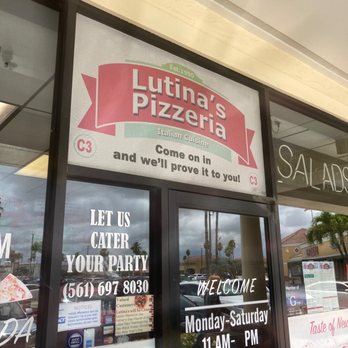 Est. 1990
Lutina's
Pizzeria
Italian Cuisine
Come on in
and we'll prove it to you!
C3
C3
SALADS
LET US
CATER
YOUR PARTY
(561) 697 8030
WELCOME
Monday-Saturday
11 AM- PM
M
DA
Taste of New